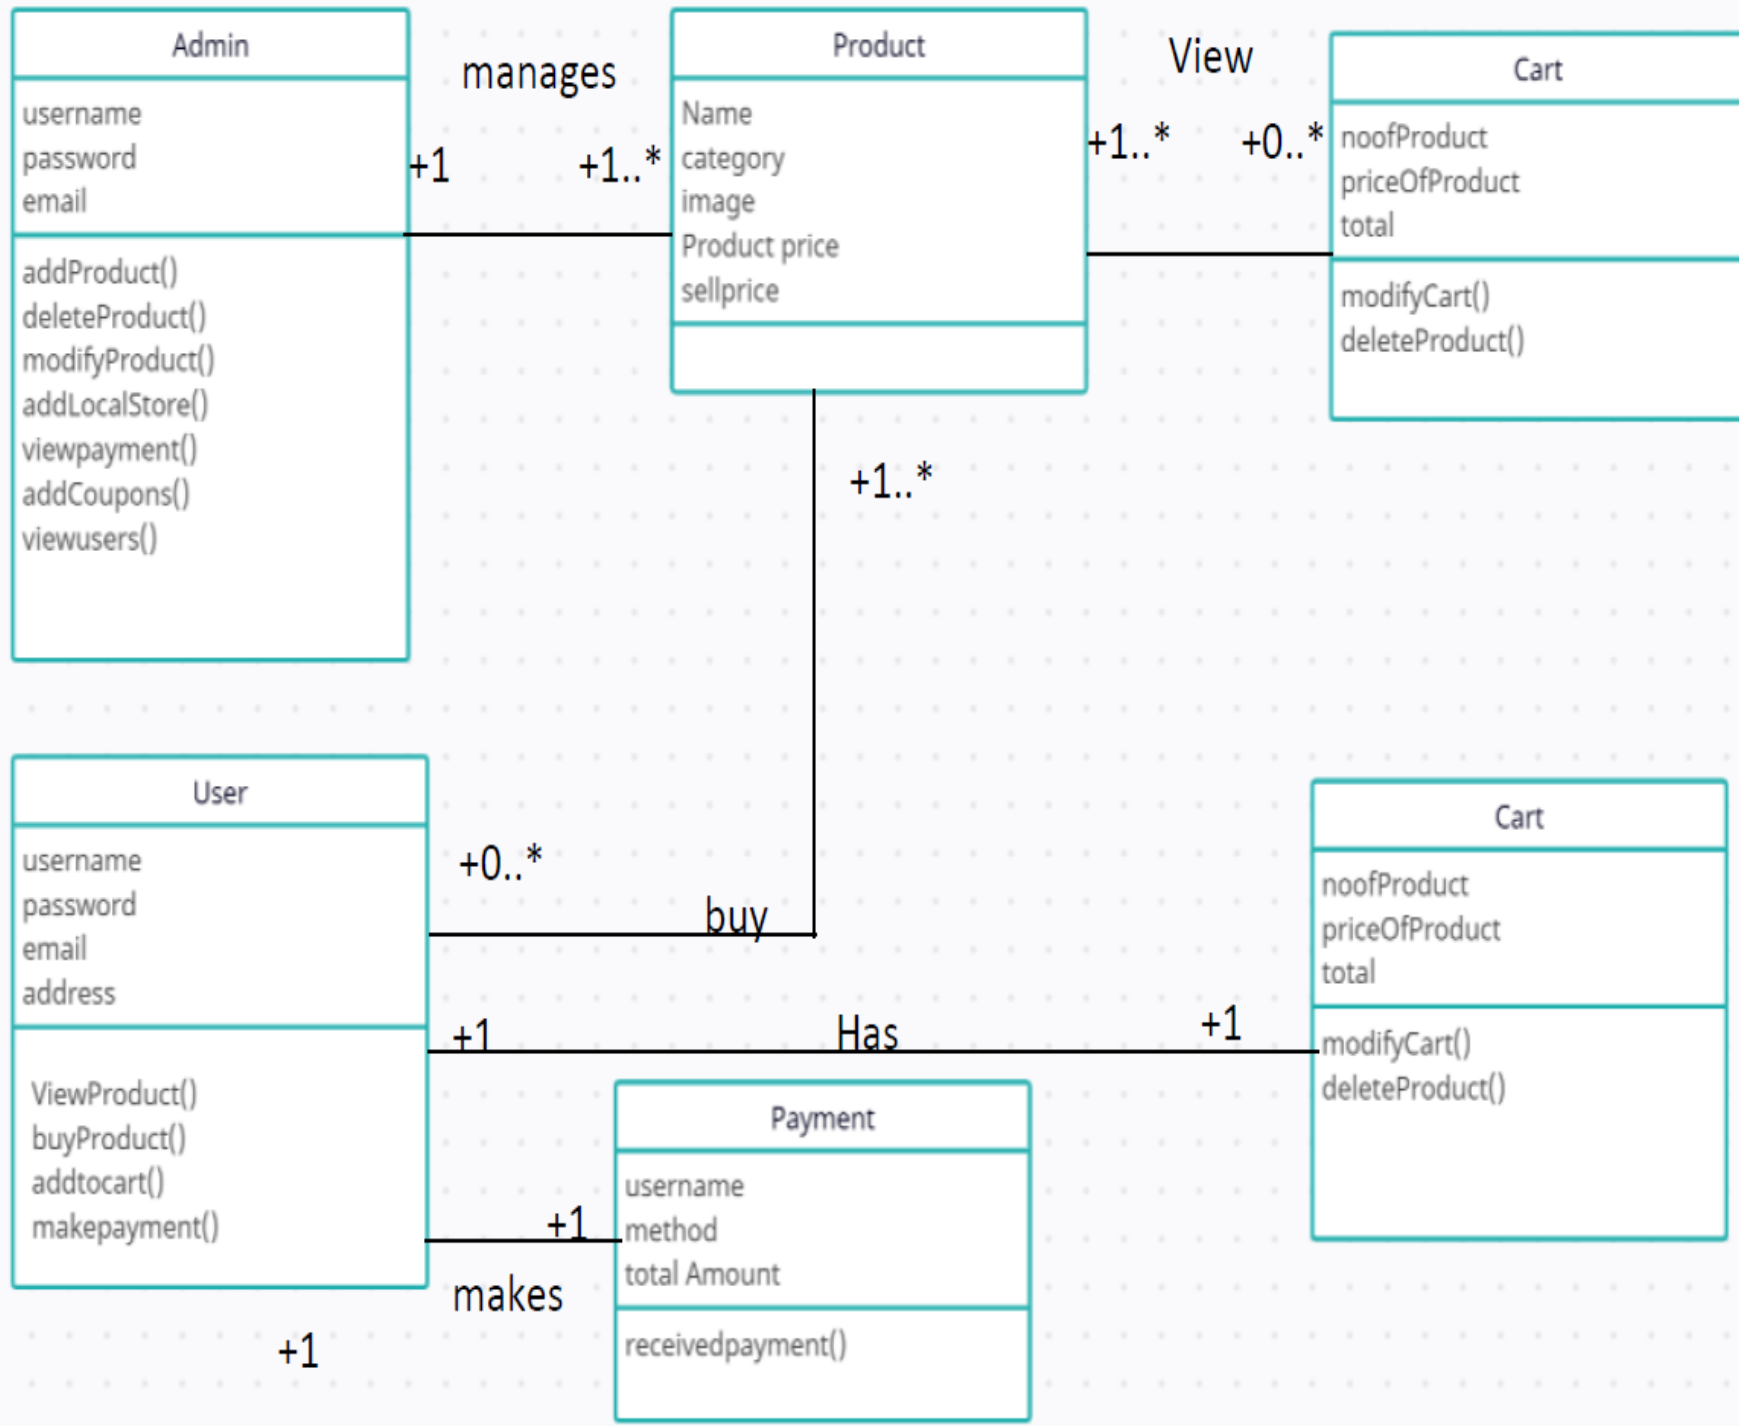 Admin
username
password
email
addProduct()
deleteProduct()
modifyProduct()
addLocalStore()
viewpayment()
addCoupons()
viewusers()
manages
+1
+1..*
Product
Name
category
image
Product price
sellprice
View
+1..*
+0..*
Cart
noofProduct
priceOfProduct
total
modifyCart()
deleteProduct()
+1..*
User
username
password
email
address
ViewProduct()
buyProduct()
addtocart()
makepayment()
+0..*
buy
+1
Has
+1
Cart
noofProduct
priceOfProduct
total
modifyCart()
deleteProduct()
+1
makes
+1
Payment
username
method
total Amount
receivedpayment()